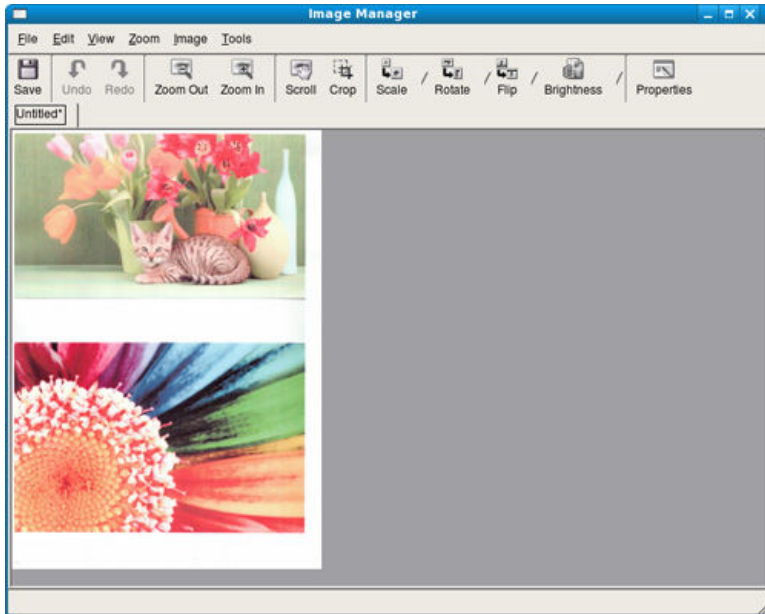 Image Manager
File Edit View Zoom Image Tools
Save Undo Redo Zoom Out Zoom In Scroll Crop Scale / Rotate / Flip / Brightness / Properties
Untitled*